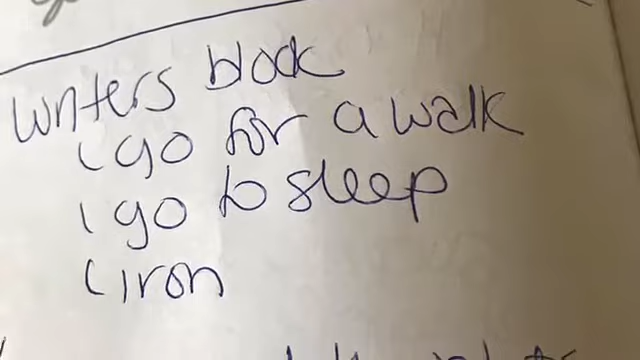 writers block
i go for a walk
i go to sleep
i iron